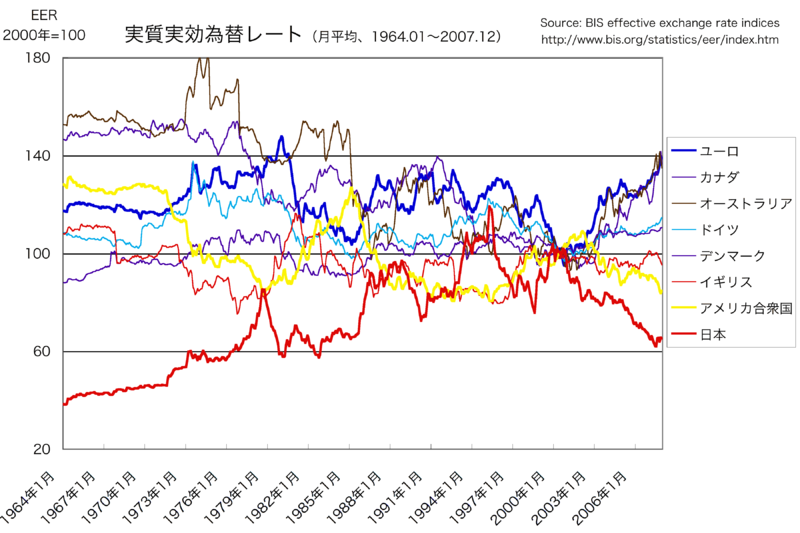 EER
2000年=100
実質実効為替レート（月平均、1964.01〜2007.12）
Source: BIS effective exchange rate indices
http://www.bis.org/statistics/eer/index.htm
180
140
100
60
20
ユーロ
カナダ
オーストラリア
ドイツ
デンマーク
イギリス
アメリカ合衆国
日本
1964年1月
1967年1月
1970年1月
1973年1月
1976年1月
1979年1月
1982年1月
1985年1月
1988年1月
1991年1月
1994年1月
1997年1月
2000年1月
2003年1月
2006年1月